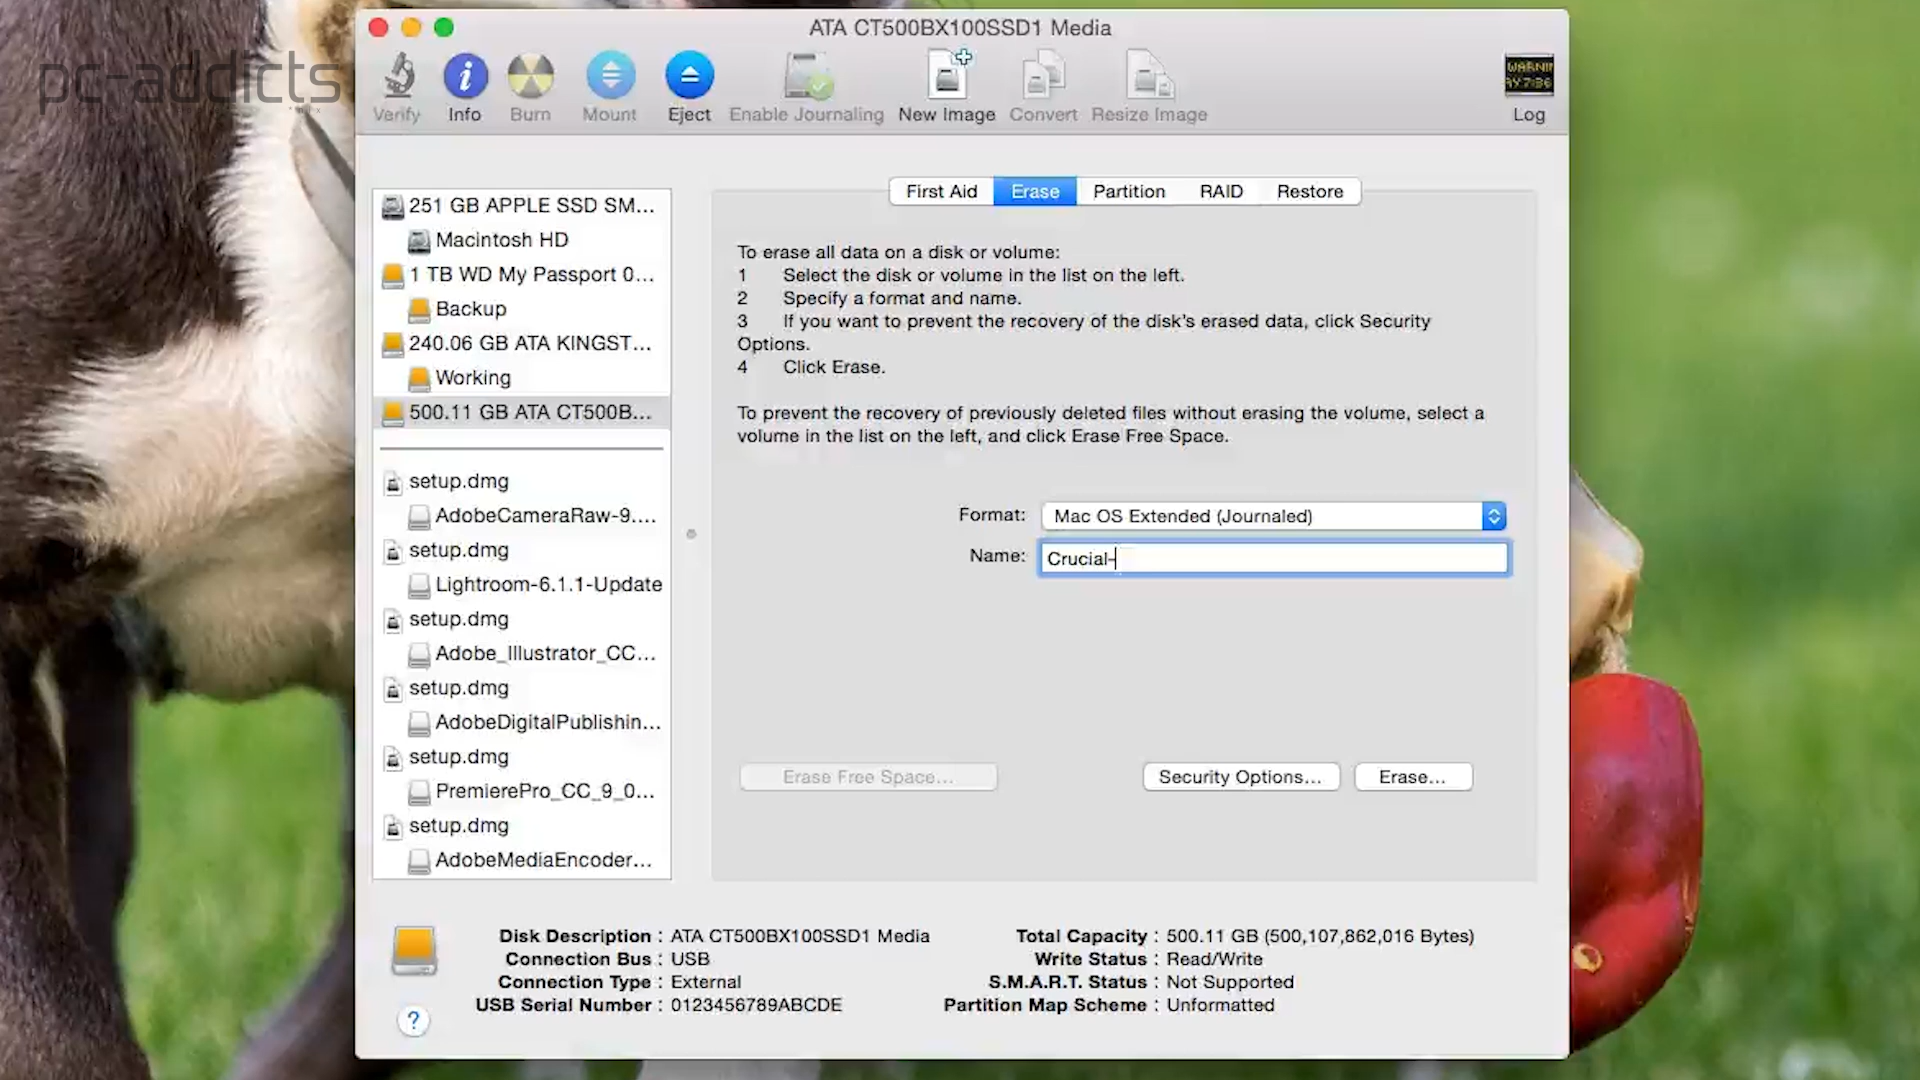 ATA CT500BX100SSD1 Media
pc-addicts
Verify
Info
Burn
Mount
Eject
Enable Journaling
New Image
Convert
Resize Image
WARNIN
AY 7:36
Log
251 GB APPLE SSD SM...
Macintosh HD
1 TB WD My Passport 0...
Backup
240.06 GB ATA KINGST...
Working
500.11 GB ATA CT500B...
setup.dmg
AdobeCameraRaw-9....
setup.dmg
Lightroom-6.1.1-Update
setup.dmg
Adobe_Illustrator_CC...
setup.dmg
AdobeDigitalPublishin...
setup.dmg
PremierePro_CC_9_0...
setup.dmg
AdobeMediaEncoder...
First Aid
Erase
Partition
RAID
Restore
To erase all data on a disk or volume:
1 Select the disk or volume in the list on the left.
2 Specify a format and name.
3 If you want to prevent the recovery of the disk's erased data, click Security
Options.
4 Click Erase.
To prevent the recovery of previously deleted files without erasing the volume, select a
volume in the list on the left, and click Erase Free Space.
Format: Mac OS Extended (Journaled)
Name: Crucial-
Erase Free Space...
Security Options...
Erase...
Disk Description : ATA CT500BX100SSD1 Media
Connection Bus : USB
Connection Type : External
USB Serial Number : 0123456789ABCDE
Total Capacity : 500.11 GB (500,107,862,016 Bytes)
Write Status : Read/Write
S.M.A.R.T. Status : Not Supported
Partition Map Scheme : Unformatted
?